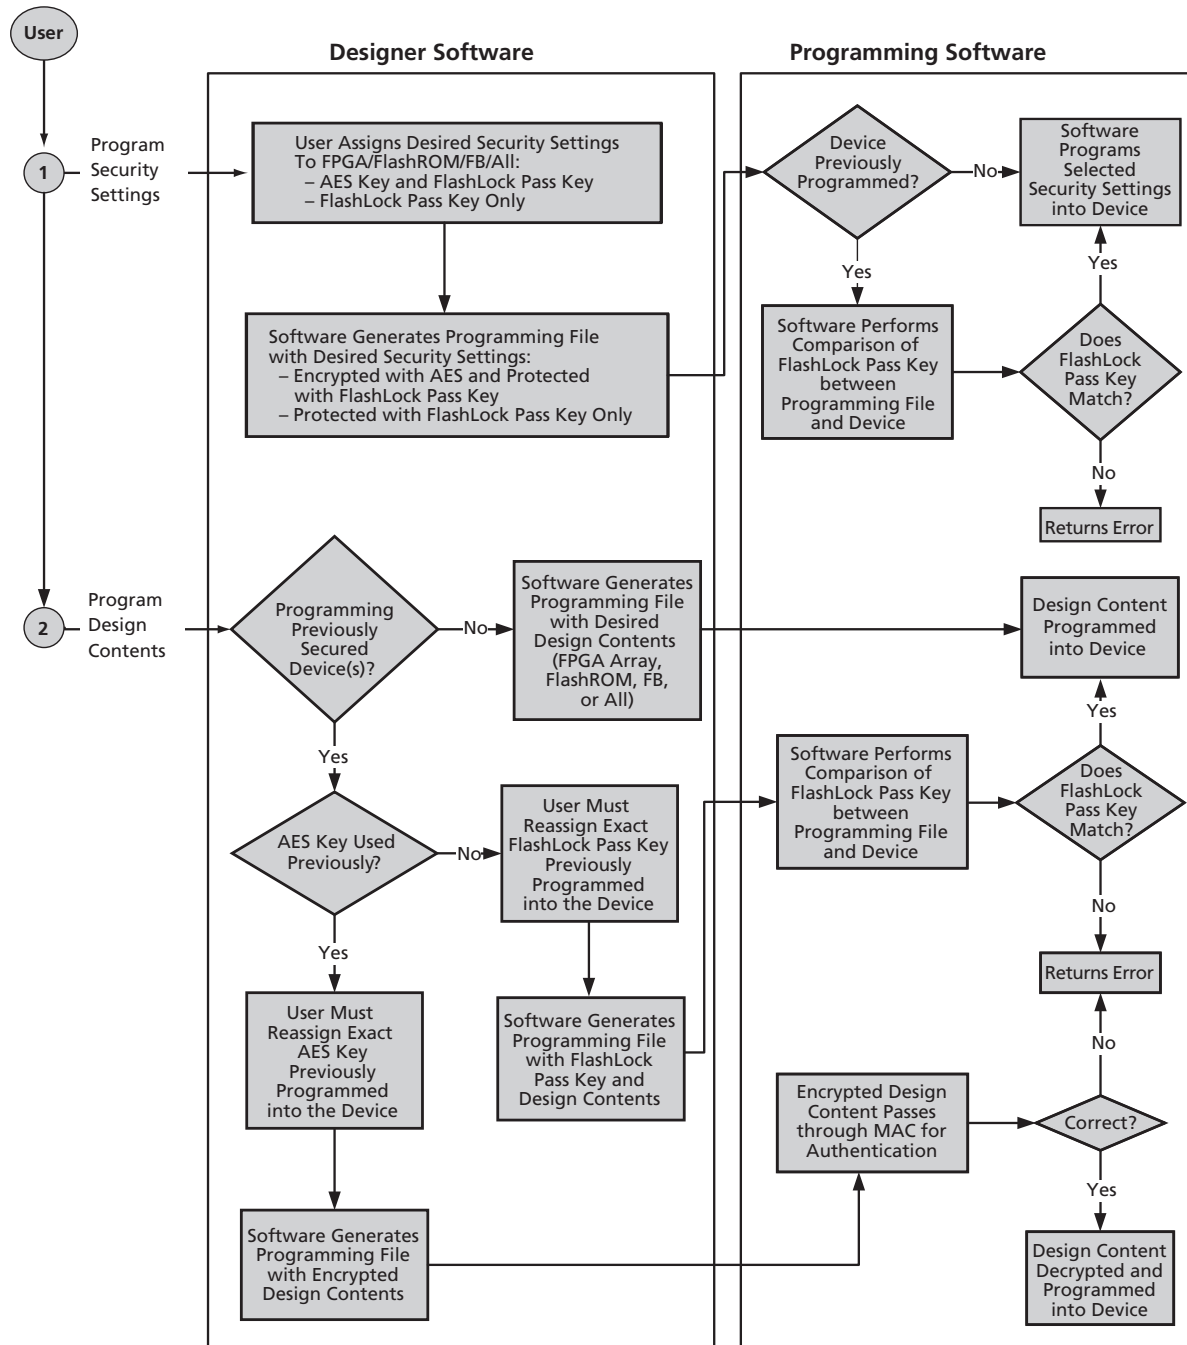 User
Designer Software
Programming Software
1
Program
Security
Settings
User Assigns Desired Security Settings
To FPGA/FlashROM/FB/All:
– AES Key and FlashLock Pass Key
– FlashLock Pass Key Only
Software Generates Programming File
with Desired Security Settings:
– Encrypted with AES and Protected
with FlashLock Pass Key
– Protected with FlashLock Pass Key Only
Device
Previously
Programmed?
No
Software
Programs
Selected
Security Settings
into Device
Yes
Yes
Software Performs
Comparison of
FlashLock Pass Key
between
Programming File
and Device
Does
FlashLock
Pass Key
Match?
No
Returns Error
2
Program
Design
Contents
Programming
Previously
Secured
Device(s)?
No
Software Generates
Programming File
with Desired
Design Contents
(FPGA Array,
FlashROM, FB,
or All)
Design Content
Programmed
into Device
Yes
Yes
AES Key Used
Previously?
No
User Must
Reassign Exact
FlashLock Pass Key
Previously
Programmed
into the Device
Software Performs
Comparison of
FlashLock Pass Key
between
Programming File
and Device
Does
FlashLock
Pass Key
Match?
No
Returns Error
Yes
User Must
Reassign Exact
AES Key
Previously
Programmed
into the Device
Software Generates
Programming File
with FlashLock
Pass Key and
Design Contents
No
Encrypted Design
Content Passes
through MAC for
Authentication
Correct?
Yes
Software Generates
Programming File
with Encrypted
Design Contents
Design Content
Decrypted and
Programmed
into Device